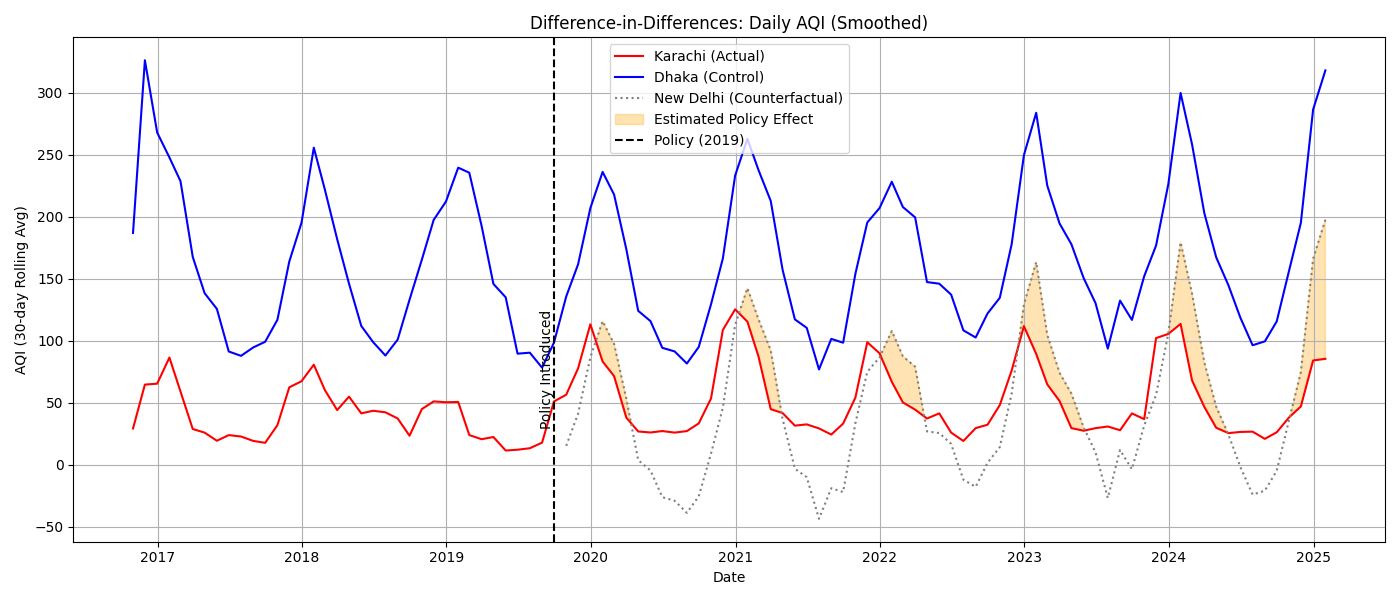 Difference-in-Differences: Daily AQI (Smoothed)
Karachi (Actual)
Dhaka (Control)
New Delhi (Counterfactual)
Estimated Policy Effect
Policy (2019)
AQI (30-day Rolling Avg)
300
250
200
150
100
50
0
−50
Policy Introduced
2017 2018 2019 2020 2021 2022 2023 2024 2025
Date